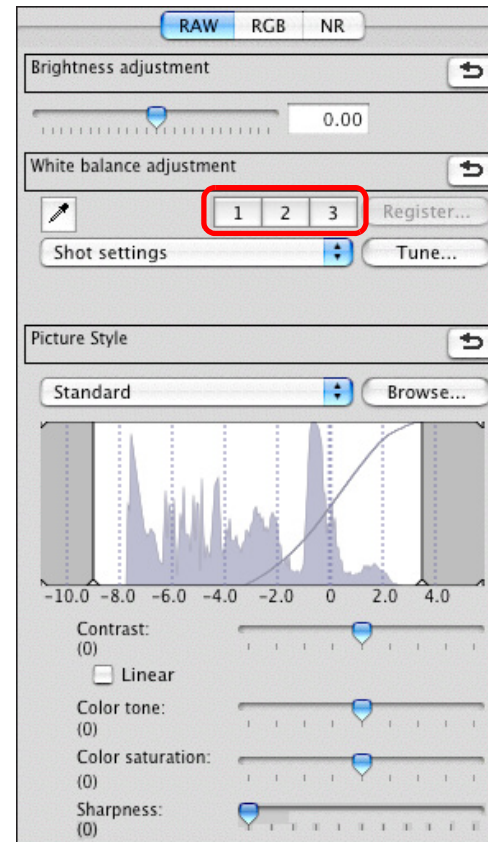 RAW RGB NR
Brightness adjustment
0.00
White balance adjustment
1 2 3 Register...
Shot settings Tune...
Picture Style
Standard Browse...
-10.0 -8.0 -6.0 -4.0 -2.0 0 2.0 4.0
Contrast:
(0)
Linear
Color tone:
(0)
Color saturation:
(0)
Sharpness:
(0)